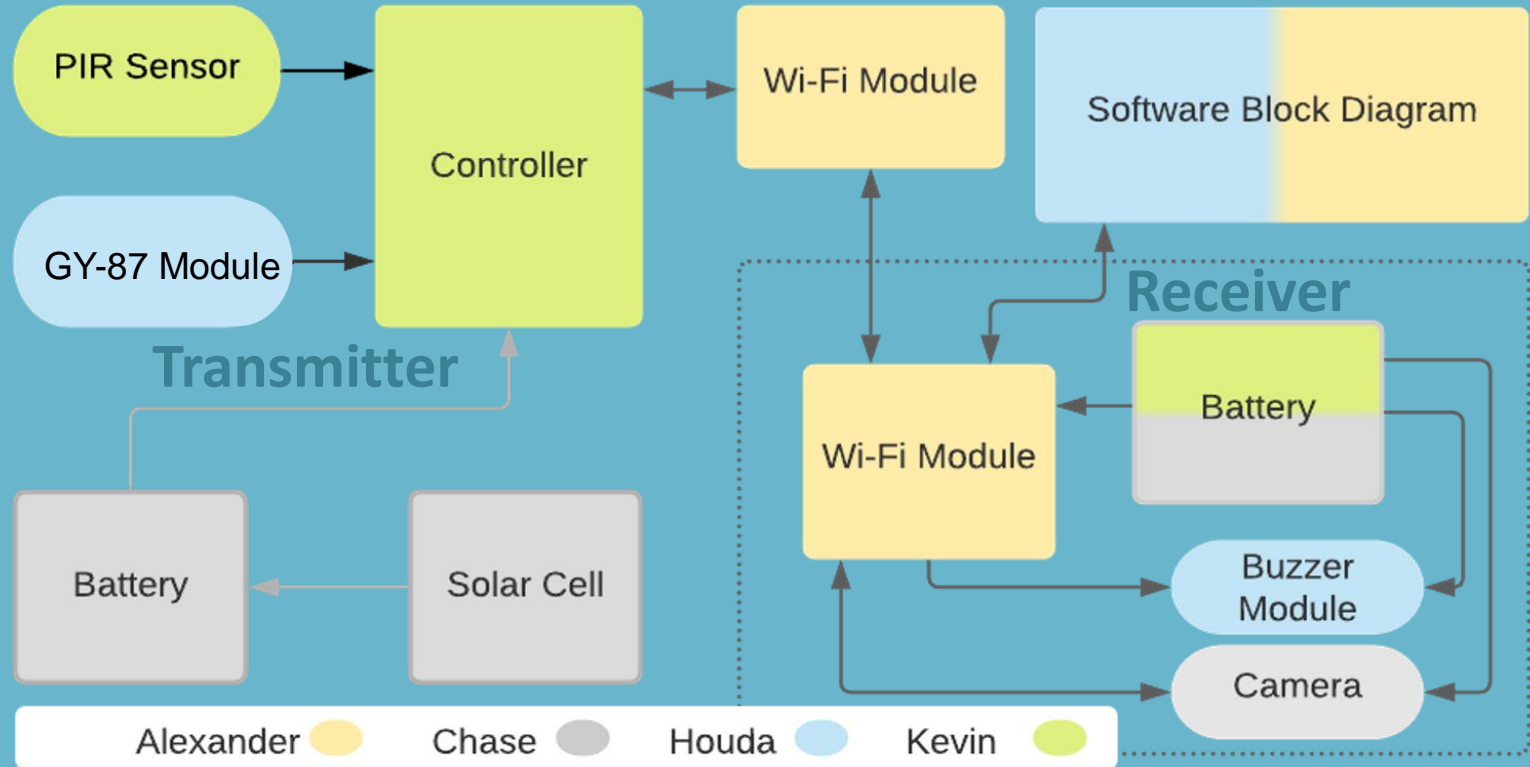 PIR Sensor
Controller
Wi-Fi Module
Software Block Diagram
GY-87 Module
Transmitter
Receiver
Wi-Fi Module
Battery
Battery
Solar Cell
Buzzer
Module
Camera
Alexander
Chase
Houda
Kevin